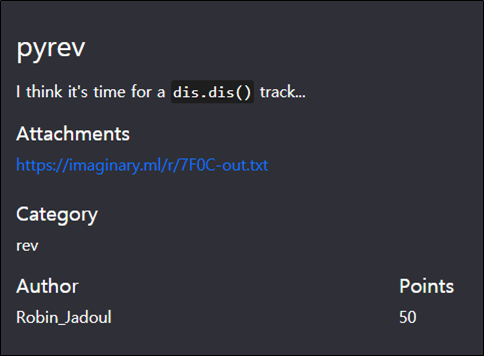 pyrev
I think it's time for a dis.dis() track...
Attachments
https://imaginary.ml/r/7F0C-out.txt
Category
rev
Author Points
Robin_Jadoul 50